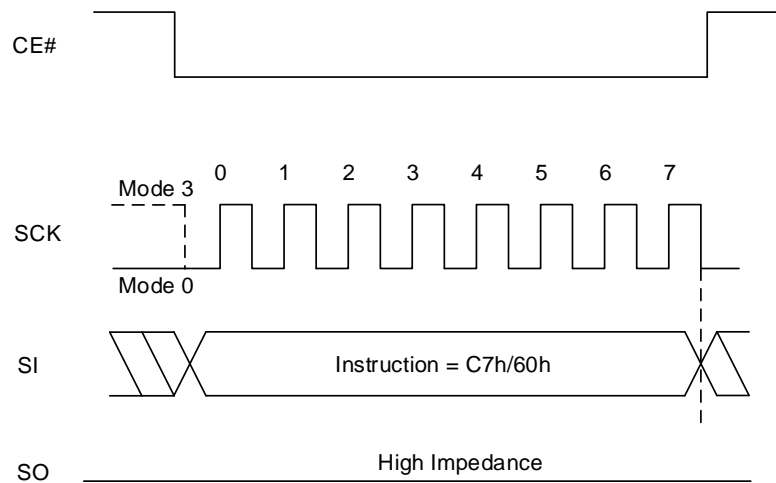 CE#
0 1 2 3 4 5 6 7
Mode 3
SCK
Mode 0
SI
Instruction = C7h/60h
High Impedance
SO